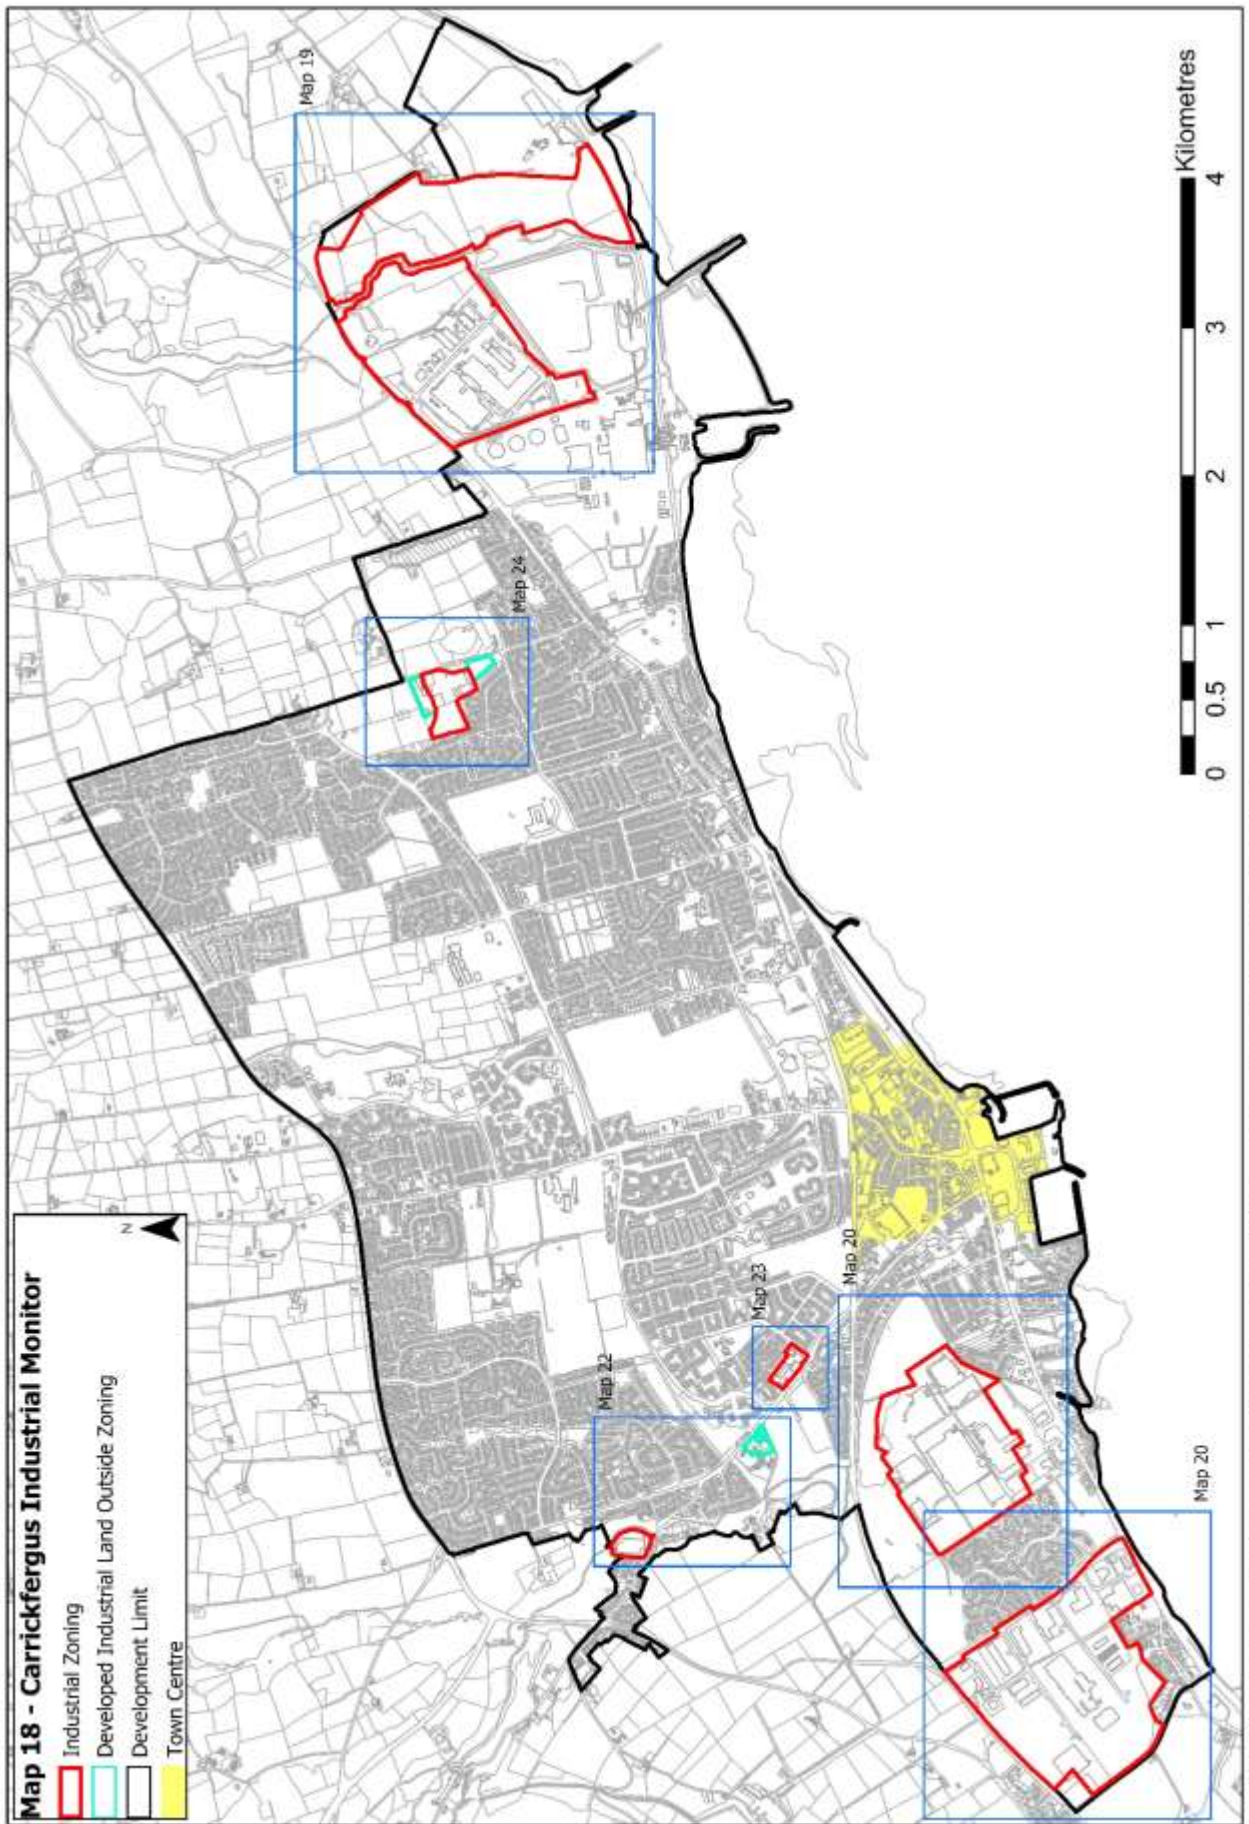 Map 18 - Carrickfergus Industrial Monitor
N
Industrial Zoning
Developed Industrial Land Outside Zoning
Development Limit
Town Centre
Map 22
Map 23
Map 20
Map 20
Map 24
Map 19
0 0.5 1 2 3 4
Kilometres